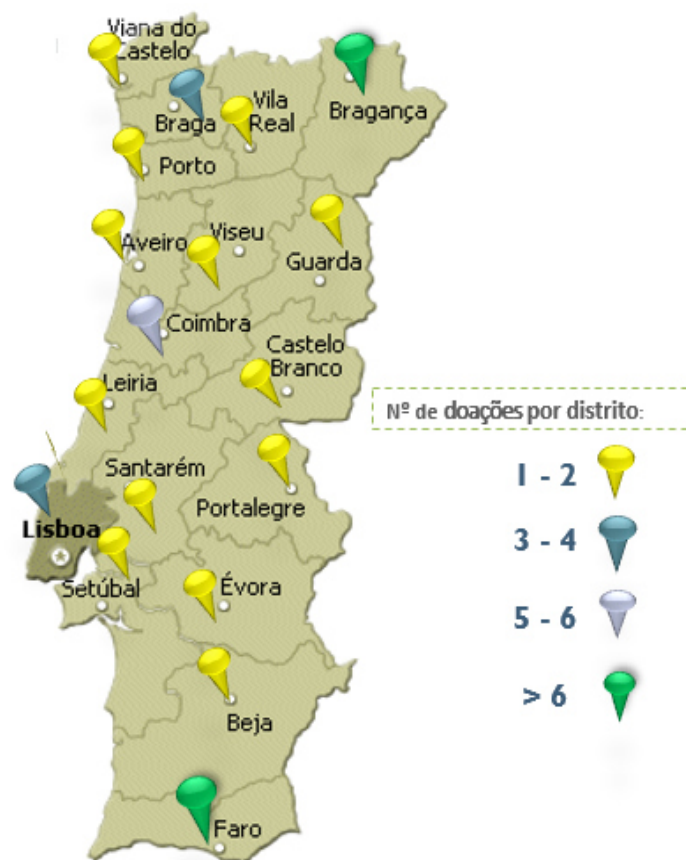 Viana do
Castelo
Braga
Vila
Real
Bragança
Porto
Aveiro
Viseu
Guarda
Coimbra
Castelo
Branco
Leiria
Nº de doações por distrito:
Santarém
Portalegre
1 - 2
Lisboa
3 - 4
Setúbal
Évora
5 - 6
> 6
Beja
Faro